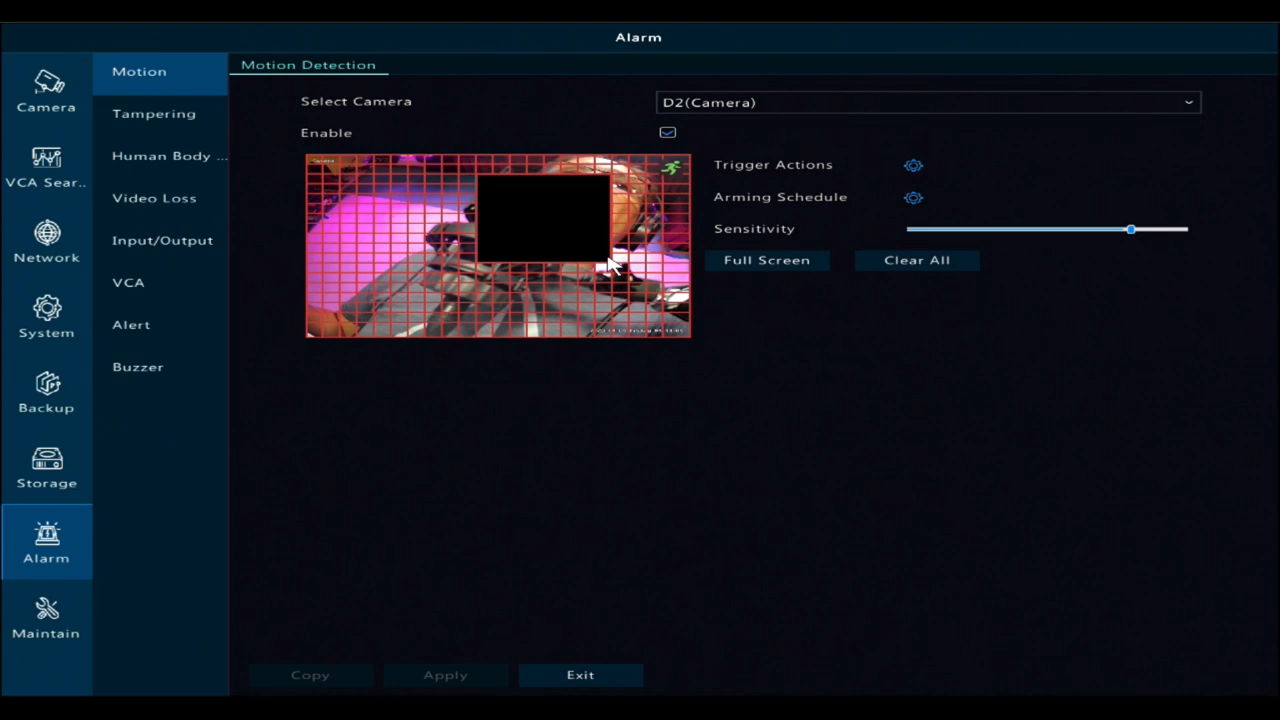 Alarm
Camera
VCA Sear..
Network
System
Backup
Storage
Alarm
Maintain
Motion
Tampering
Human Body ...
Video Loss
Input/Output
VCA
Alert
Buzzer
Motion Detection
Select Camera
D2(Camera)
Enable
Camera
Trigger Actions
Arming Schedule
Sensitivity
Full Screen
Clear All
Copy
Apply
Exit